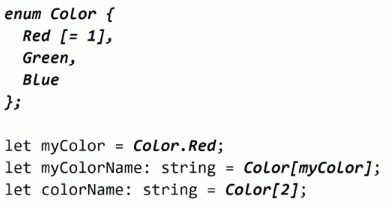 enum Color {
  Red [= 1],
  Green,
  Blue
};
let myColor = Color.Red;
let myColorName: string = Color[myColor];
let colorName: string = Color[2];